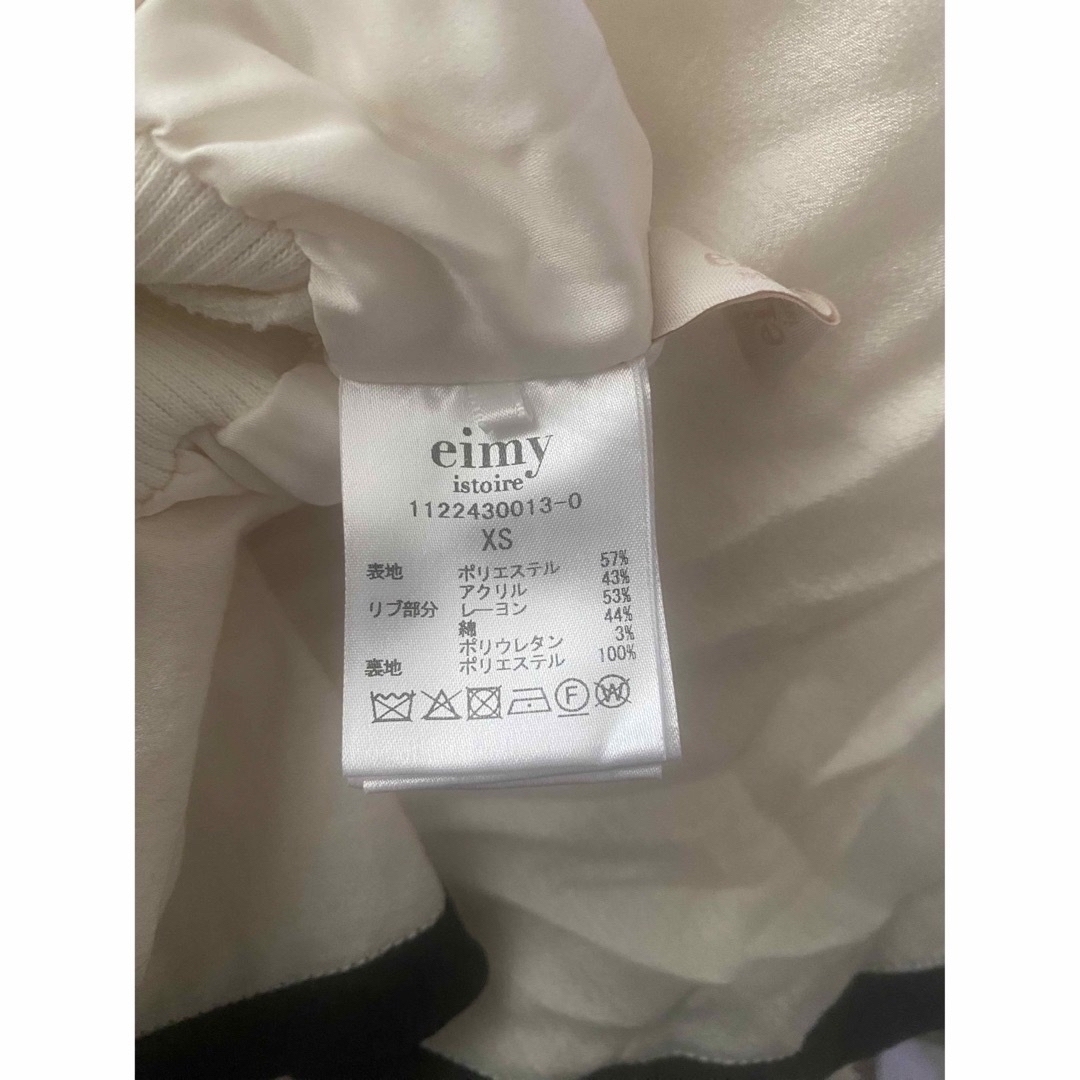 eimy
istoire
1122430013-0
XS
表地 ポリエステル 57%
アクリル 43%
リブ部分 レーヨン 53%
綿 44%
ポリウレタン 3%
裏地 ポリエステル 100%
F W